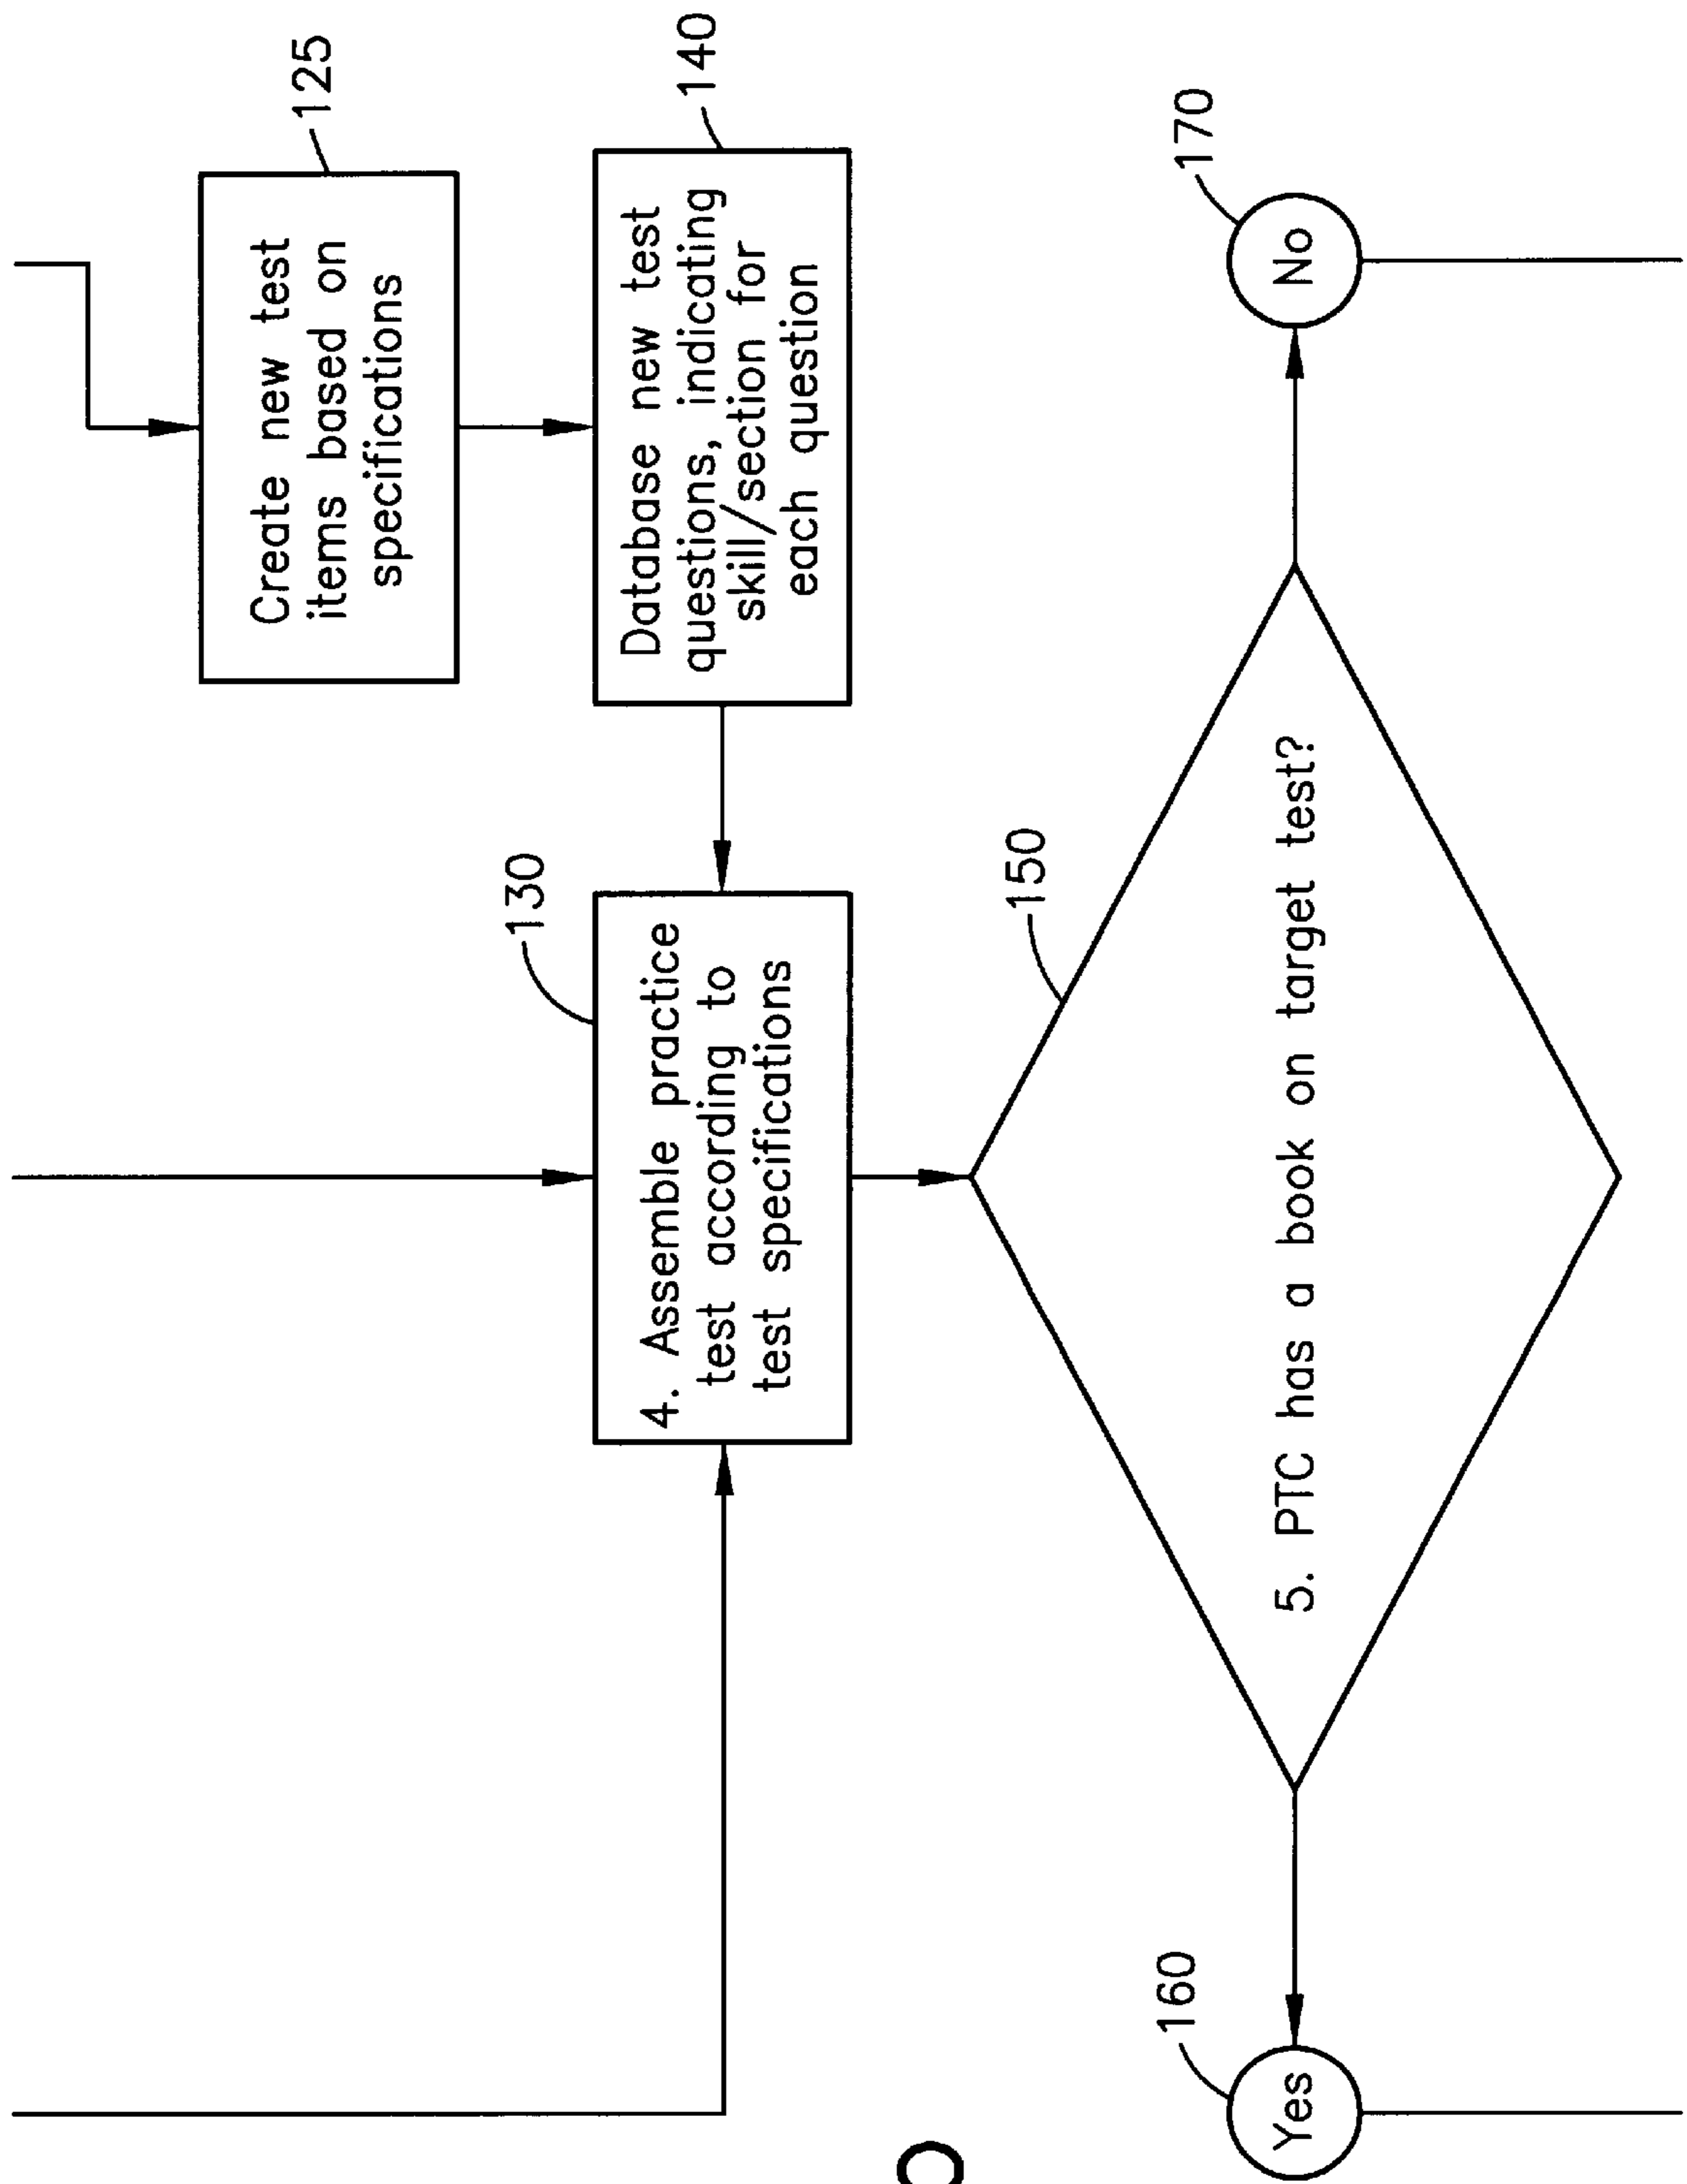 Create new test
items based on
specifications
125
Database new test
questions, indicating
skill/section for
each question
140
130
4. Assemble practice
test according to
test specifications
150
5. PTC has a book on target test?
160
Yes
170
No